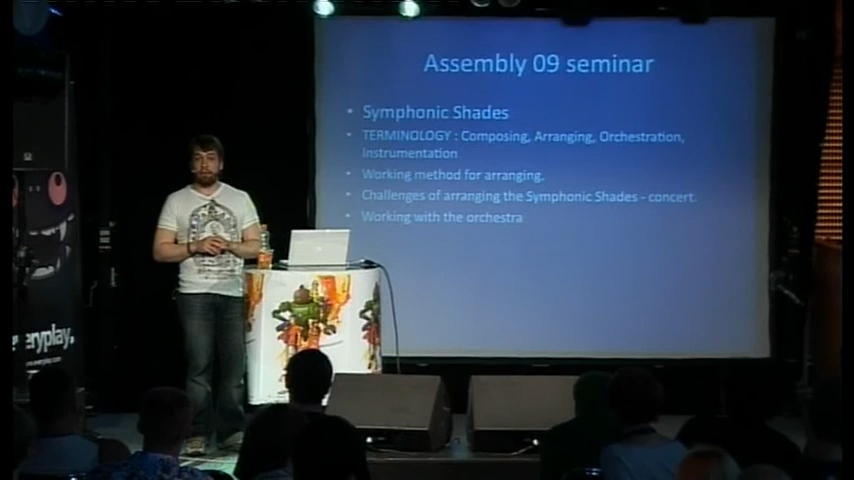 Assembly 09 seminar
• Symphonic Shades
• TERMINOLOGY : Composing, Arranging, Orchestration,
Instrumentation
• Working method for arranging.
• Challenges of arranging the Symphonic Shades - concert.
• Working with the orchestra
everyplay.